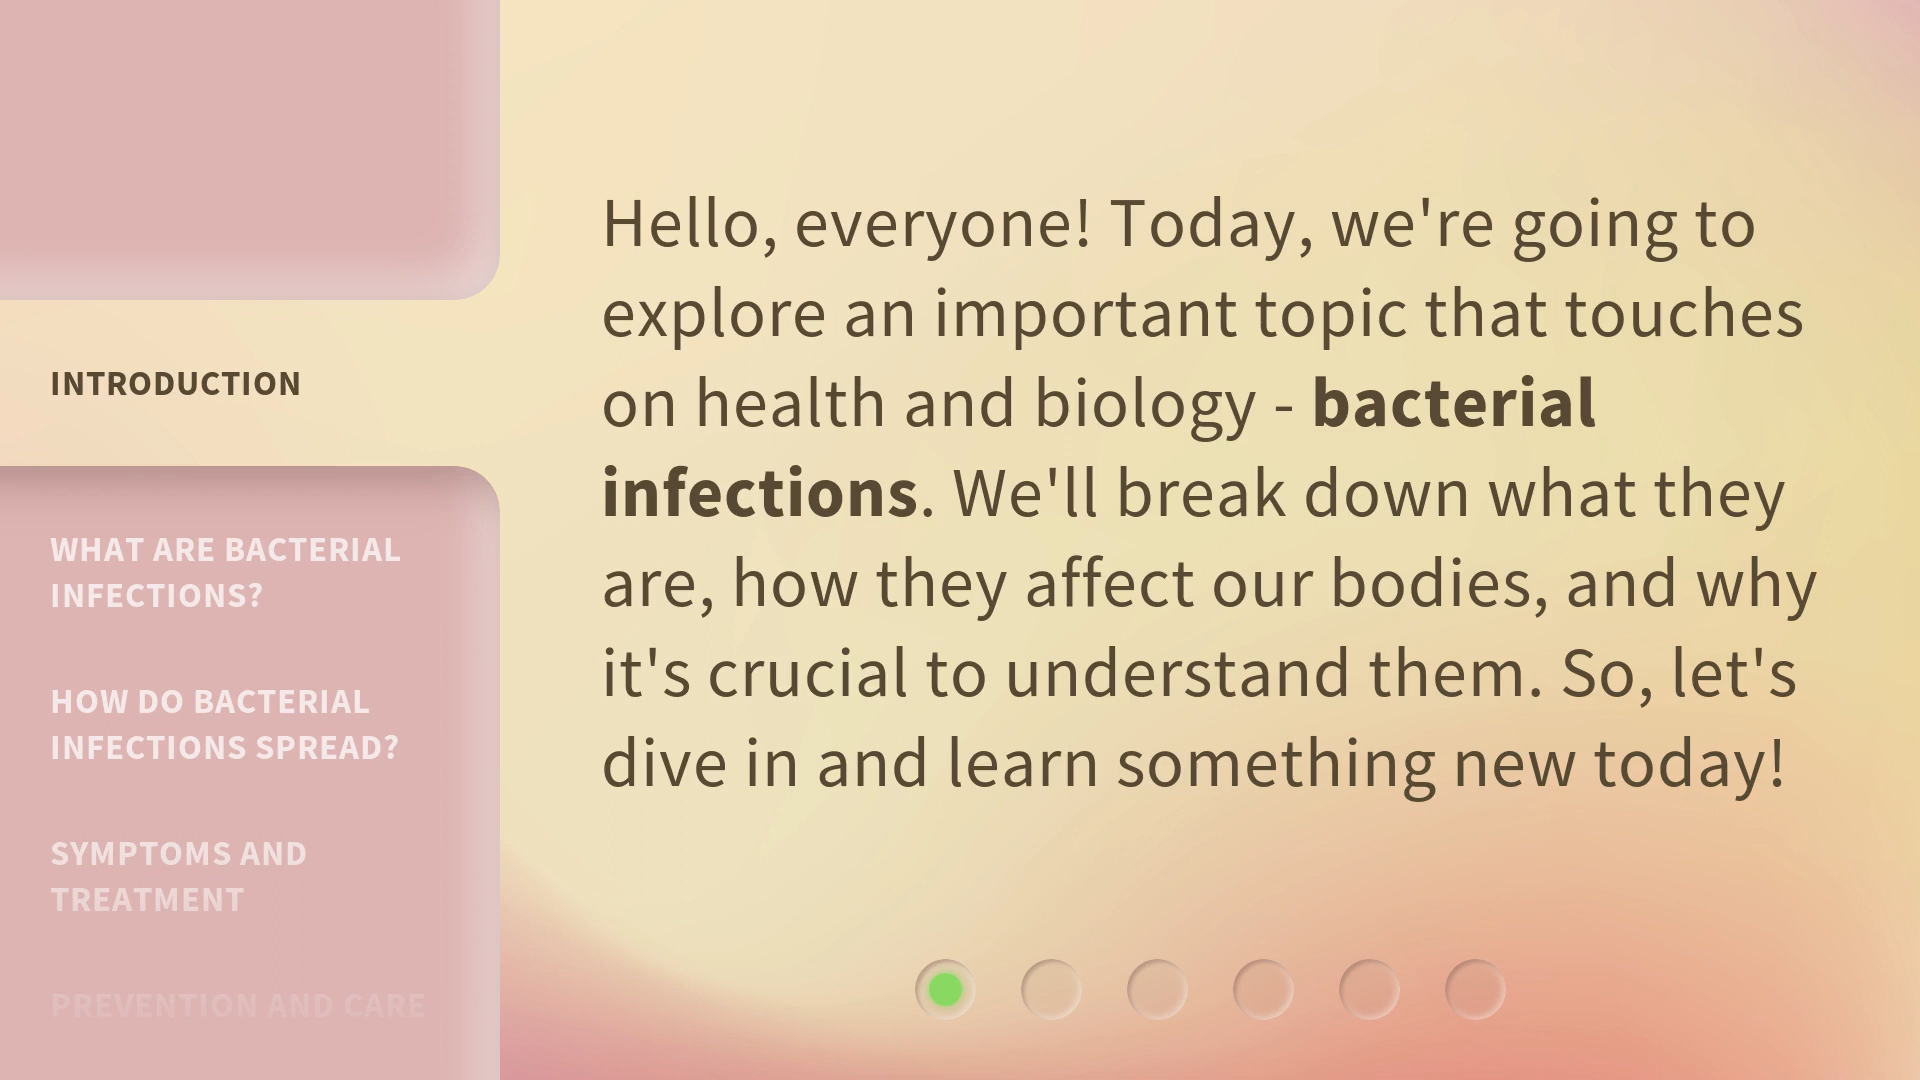 INTRODUCTION
WHAT ARE BACTERIAL
INFECTIONS?
HOW DO BACTERIAL
INFECTIONS SPREAD?
SYMPTOMS AND
TREATMENT
PREVENTION AND CARE
Hello, everyone! Today, we're going to
explore an important topic that touches
on health and biology - bacterial
infections. We'll break down what they
are, how they affect our bodies, and why
it's crucial to understand them. So, let's
dive in and learn something new today!